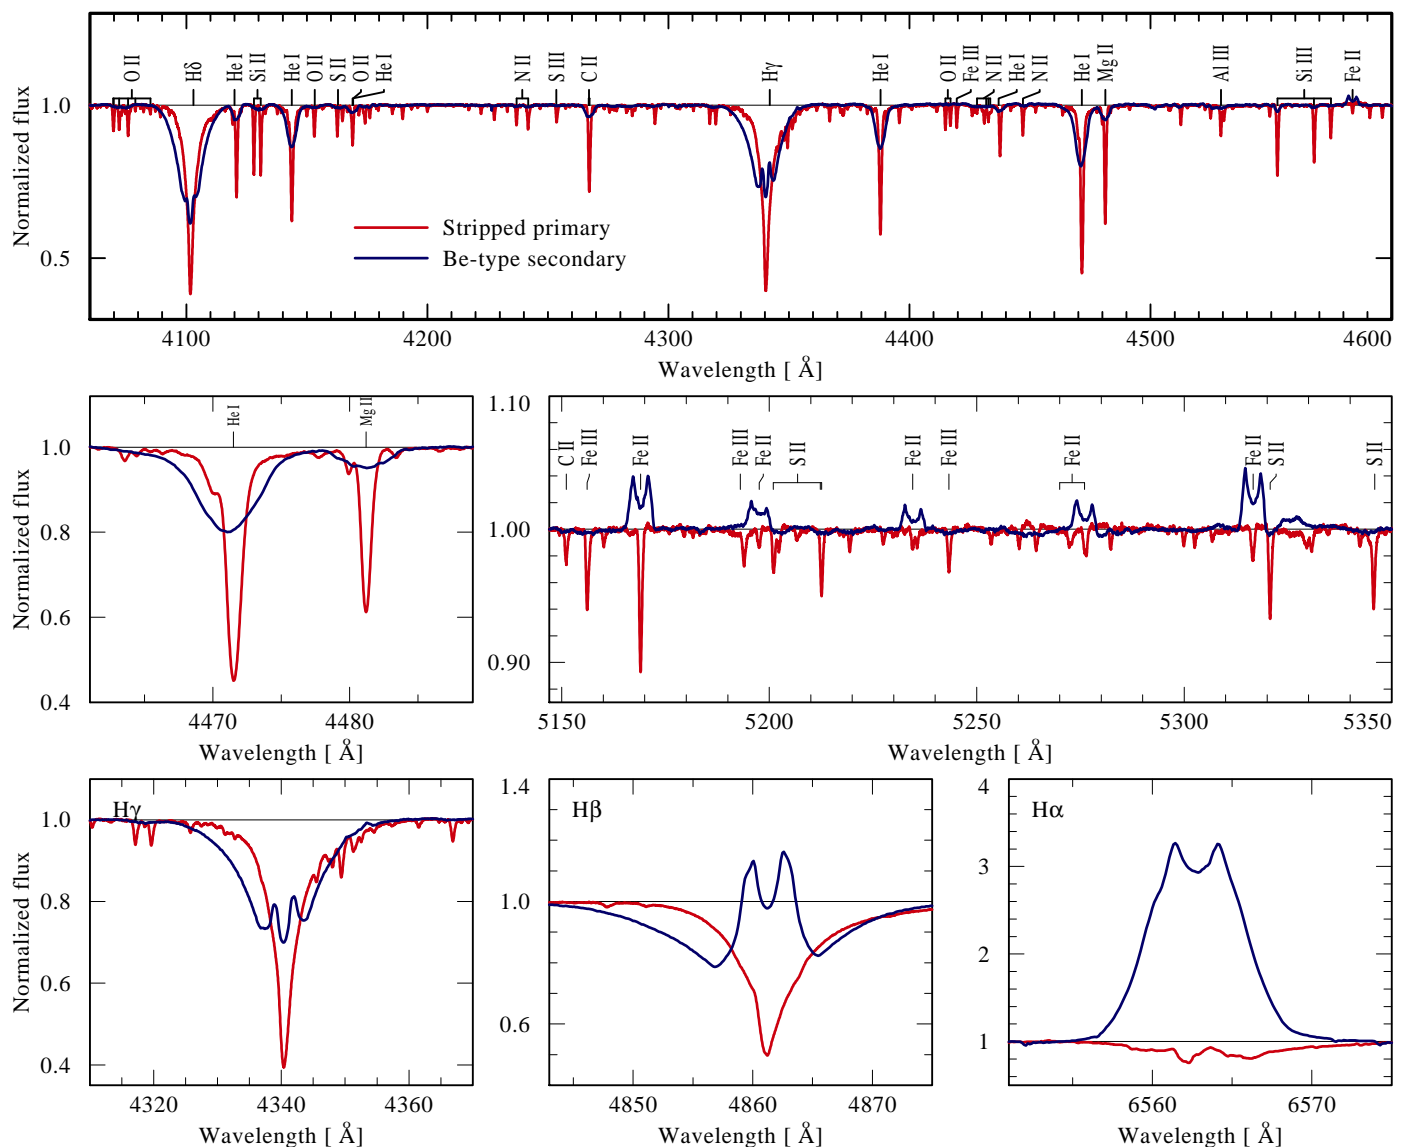 O II
Hδ
He I
Si II
He I
O II
S II
O II
He I
N II
S III
C II
Hγ
He I
O II
Fe III
N II
He I
N II
He I
Mg II
Al III
Si III
Fe II
Normalized flux
1.0
0.5
Stripped primary
Be-type secondary
4100
4200
4300
4400
4500
4600
Wavelength [ Å]
Normalized flux
1.0
0.8
0.6
0.4
He I
Mg II
4470
4480
Wavelength [ Å]
1.10
1.00
0.90
C II
Fe III
Fe II
Fe III
Fe II
S II
Fe II
Fe III
Fe II
Fe II
S II
S II
5150
5200
5250
5300
5350
Wavelength [ Å]
Normalized flux
1.0
0.8
0.6
0.4
Hγ
4320
4340
4360
Wavelength [ Å]
1.4
1.0
0.6
Hβ
4850
4860
4870
Wavelength [ Å]
4
3
2
1
Hα
6560
6570
Wavelength [ Å]